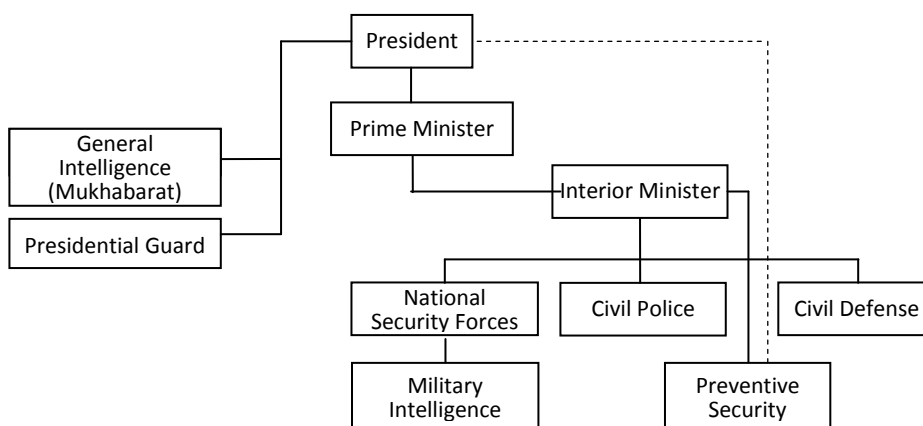 President
Prime Minister
General
Intelligence
(Mukhabarat)
Interior Minister
Presidential Guard
National
Security Forces
Civil Police
Civil Defense
Military
Intelligence
Preventive
Security